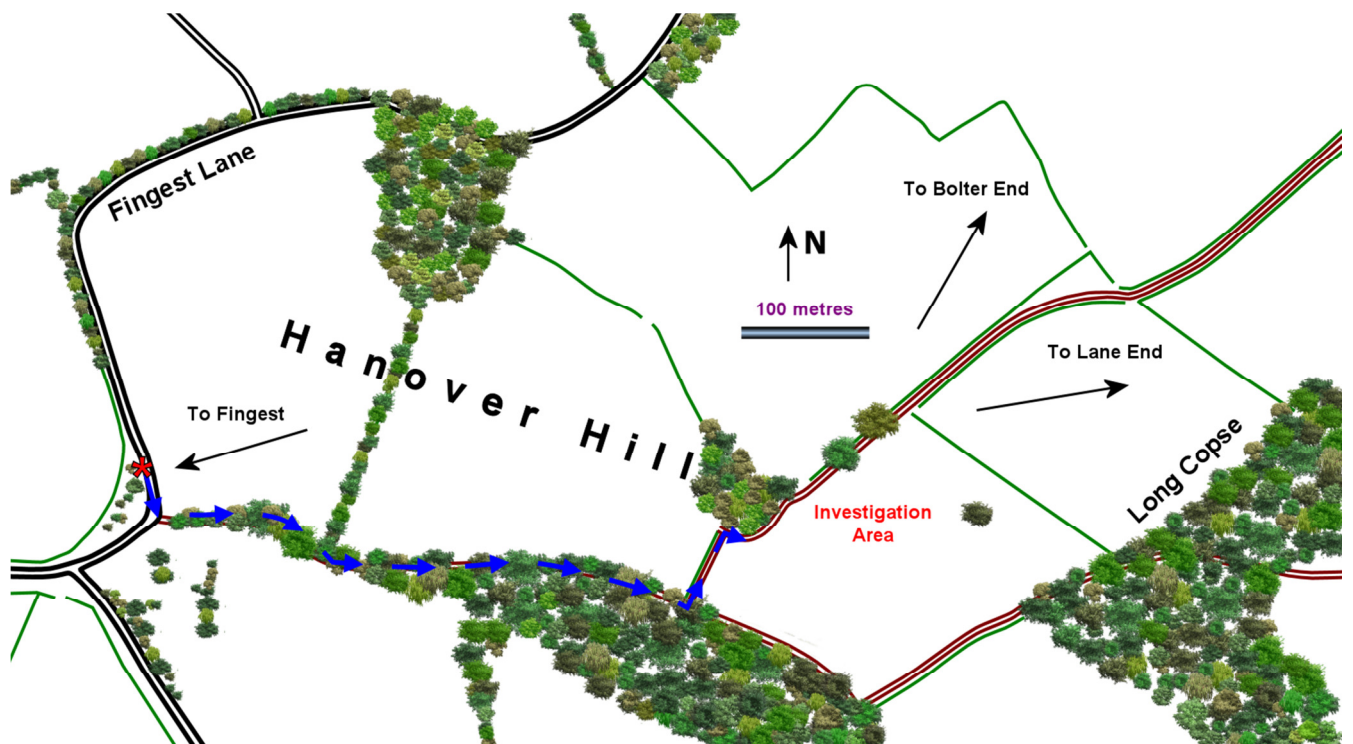 Fingest Lane
To Bolter End
N
100 metres
To Lane End
Hanover Hill
To Fingest
Long Copse
*
Investigation
Area